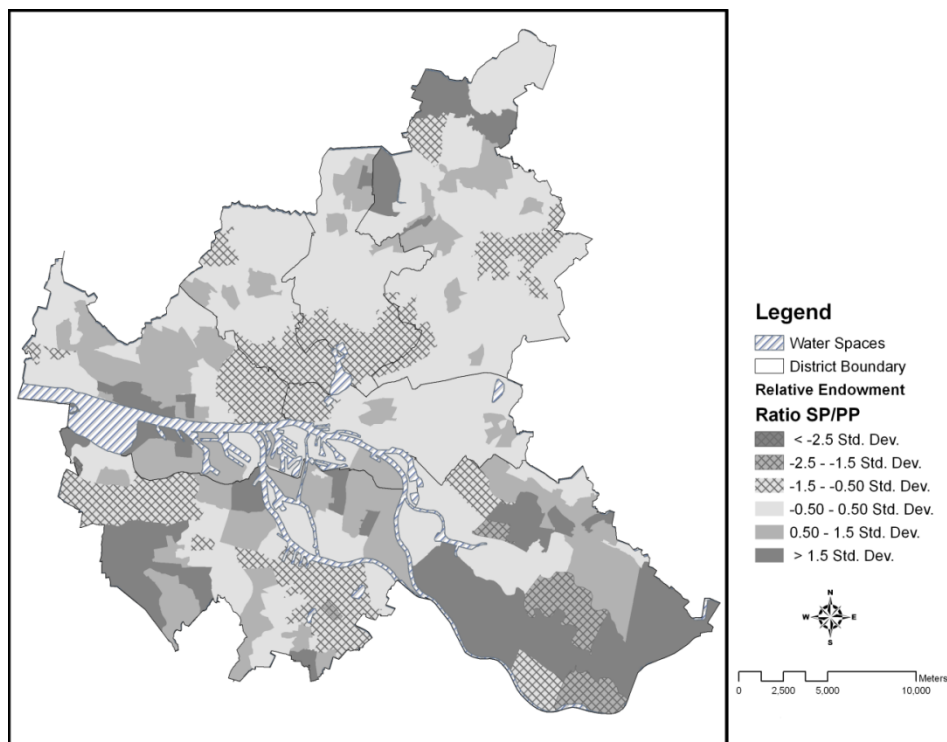 Legend
Water Spaces
District Boundary
Relative Endowment
Ratio SP/PP
< -2.5 Std. Dev.
-2.5 - -1.5 Std. Dev.
-1.5 - -0.50 Std. Dev.
-0.50 - 0.50 Std. Dev.
0.50 - 1.5 Std. Dev.
> 1.5 Std. Dev.
N
W E
S
Meters
0 2,500 5,000 10,000